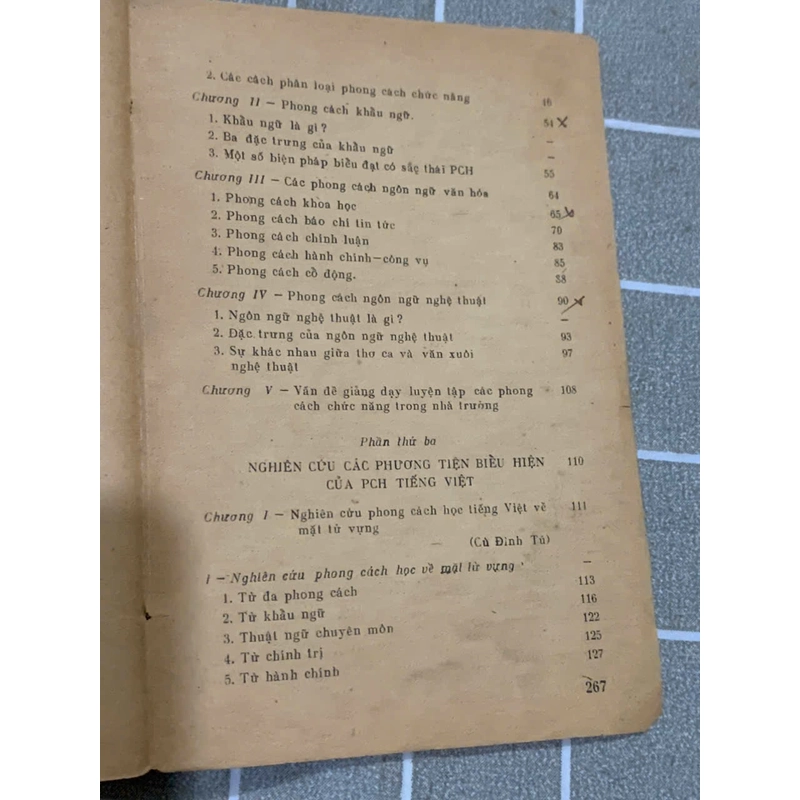 2. Các cách phân loại phong cách chức năng 46
Chương II – Phong cách khẩu ngữ. 54
1. Khẩu ngữ là gì? –
2. Ba đặc trưng của khẩu ngữ –
3. Một số biện pháp biểu đạt có sắc thái PCH 55
Chương III – Các phong cách ngôn ngữ văn hóa 64
1. Phong cách khoa học 65
2. Phong cách báo chí tin tức 70
3. Phong cách chính luận 83
4. Phong cách hành chính–công vụ 85
5. Phong cách cổ động. 88
Chương IV – Phong cách ngôn ngữ nghệ thuật 90
1. Ngôn ngữ nghệ thuật là gì? –
2. Đặc trưng của ngôn ngữ nghệ thuật 93
3. Sự khác nhau giữa thơ ca và văn xuôi 97
nghệ thuật
Chương V – Vấn đề giảng dạy luyện tập các phong 108
cách chức năng trong nhà trường
Phần thứ ba
NGHIÊN CỨU CÁC PHƯƠNG TIỆN BIỂU HIỆN 110
CỦA PCH TIẾNG VIỆT
Chương I – Nghiên cứu phong cách học tiếng Việt về 111
mặt từ vựng
(Cù Đình Tú)
I – Nghiên cứu phong cách học về mặt từ vựng –
1. Từ đa phong cách 113
2. Từ khẩu ngữ 116
3. Thuật ngữ chuyên môn 122
4. Từ chính trị 125
5. Từ hành chính 127
267